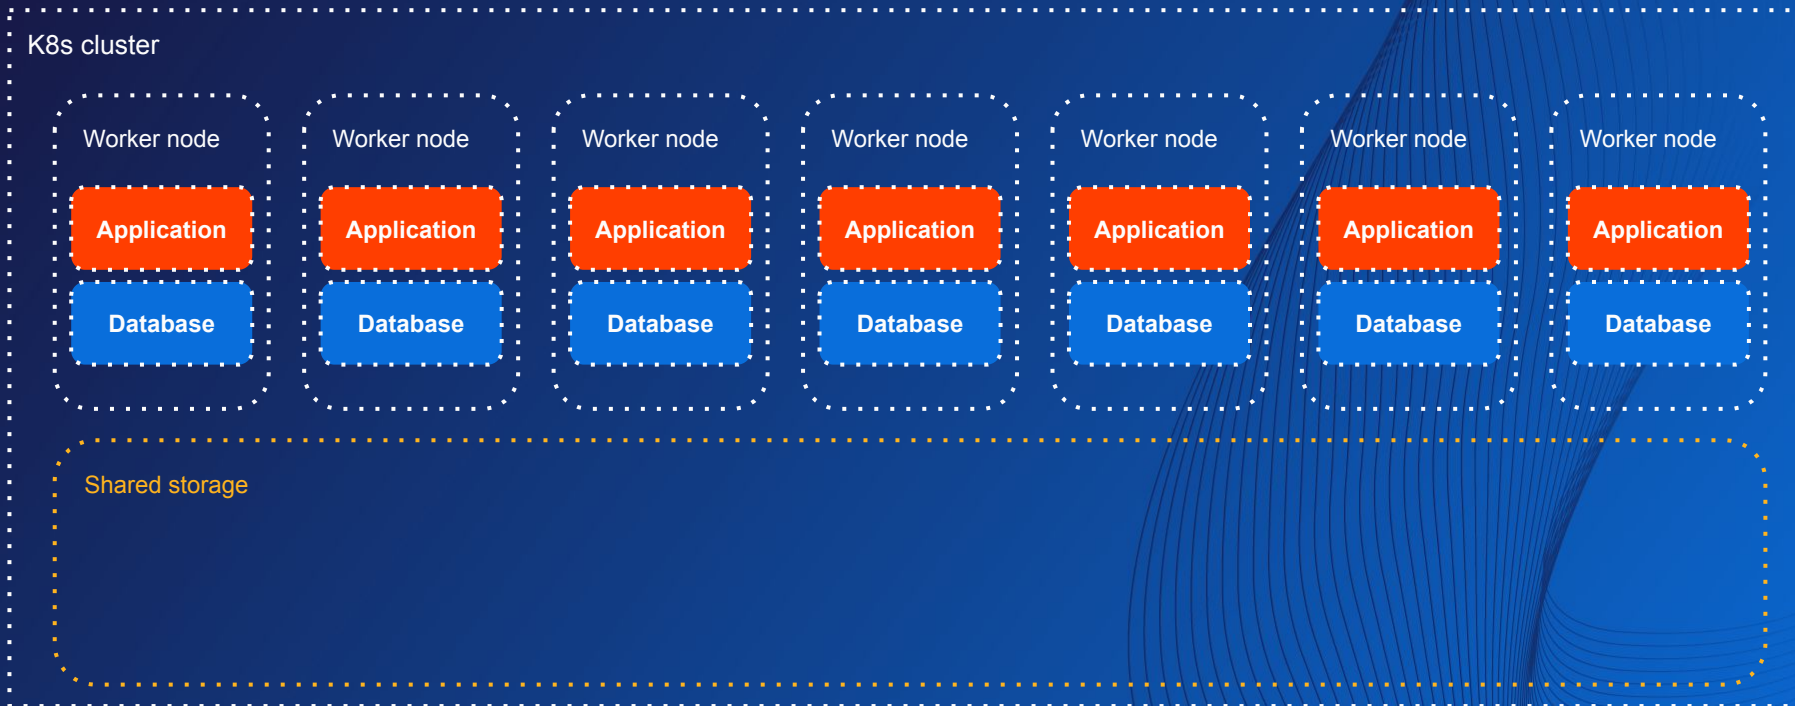 K8s cluster
Worker node
Application
Database
Worker node
Application
Database
Worker node
Application
Database
Worker node
Application
Database
Worker node
Application
Database
Worker node
Application
Database
Worker node
Application
Database
Shared storage